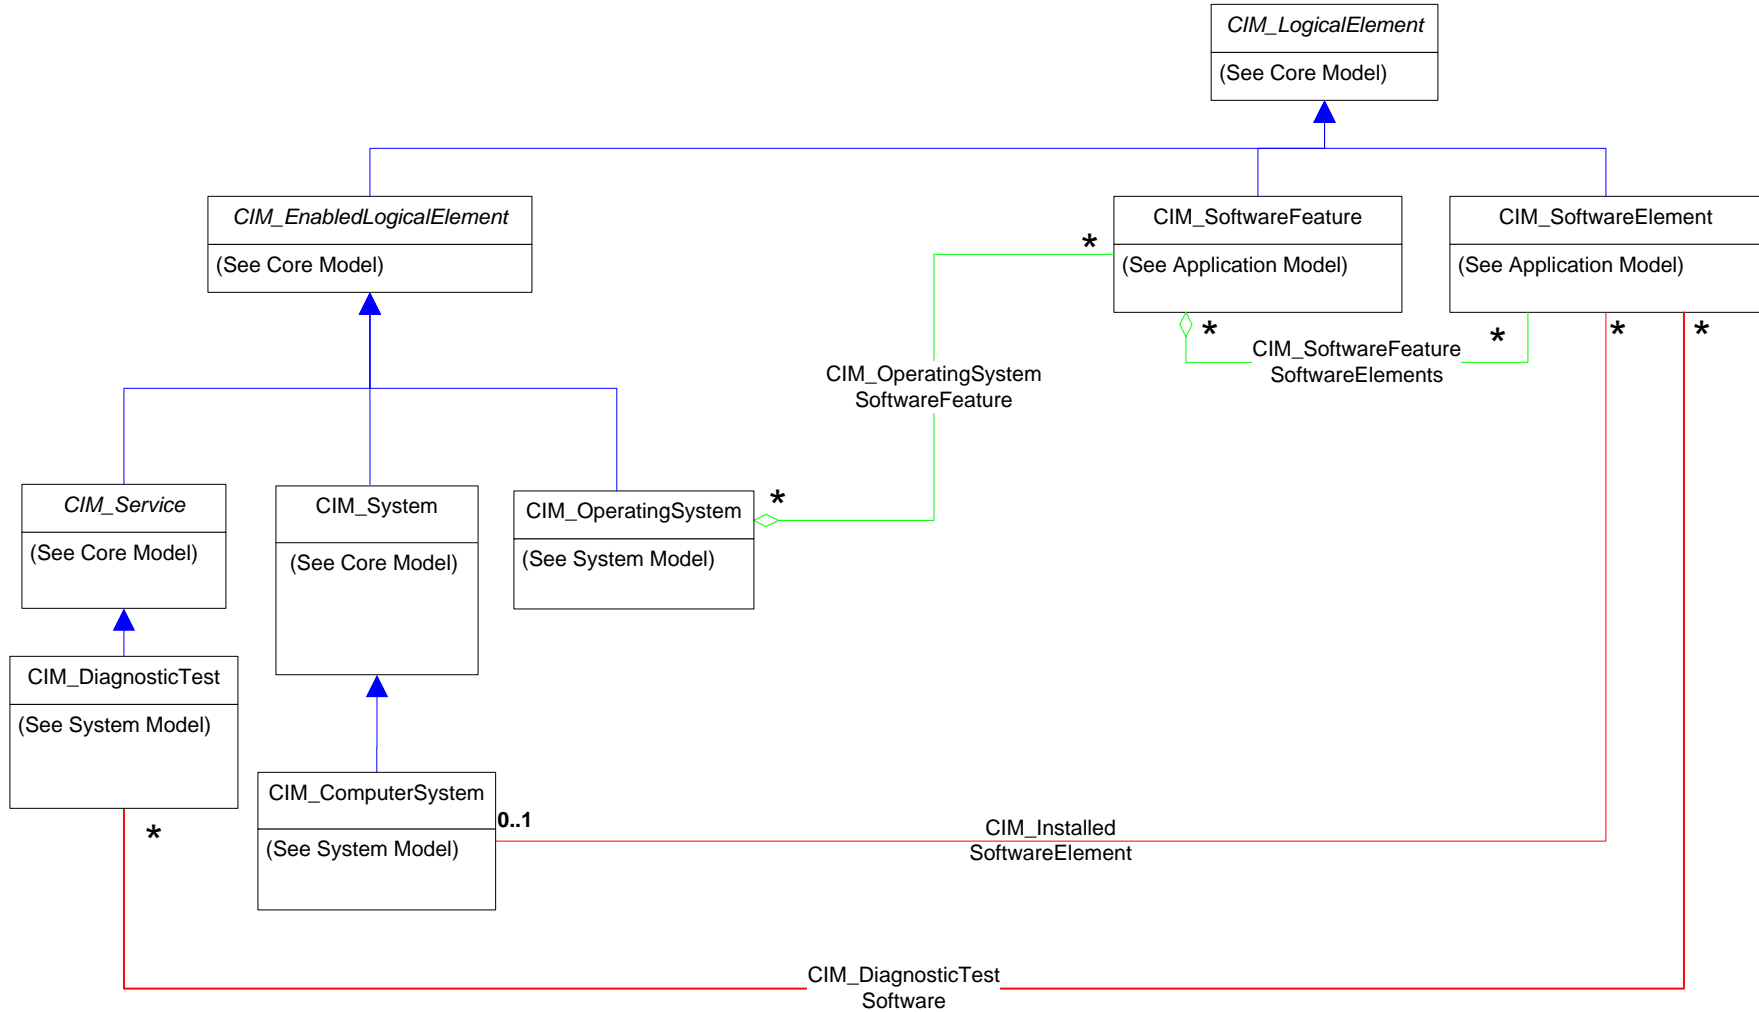 CIM_LogicalElement
(See Core Model)
CIM_EnabledLogicalElement
(See Core Model)
CIM_SoftwareFeature
(See Application Model)
CIM_SoftwareElement
(See Application Model)
*
*
*
*
*
CIM_SoftwareFeature
SoftwareElements
CIM_OperatingSystem
SoftwareFeature
CIM_Service
(See Core Model)
CIM_System
(See Core Model)
CIM_OperatingSystem
(See System Model)
*
CIM_DiagnosticTest
(See System Model)
*
CIM_ComputerSystem
(See System Model)
0..1
CIM_Installed
SoftwareElement
CIM_DiagnosticTest
Software